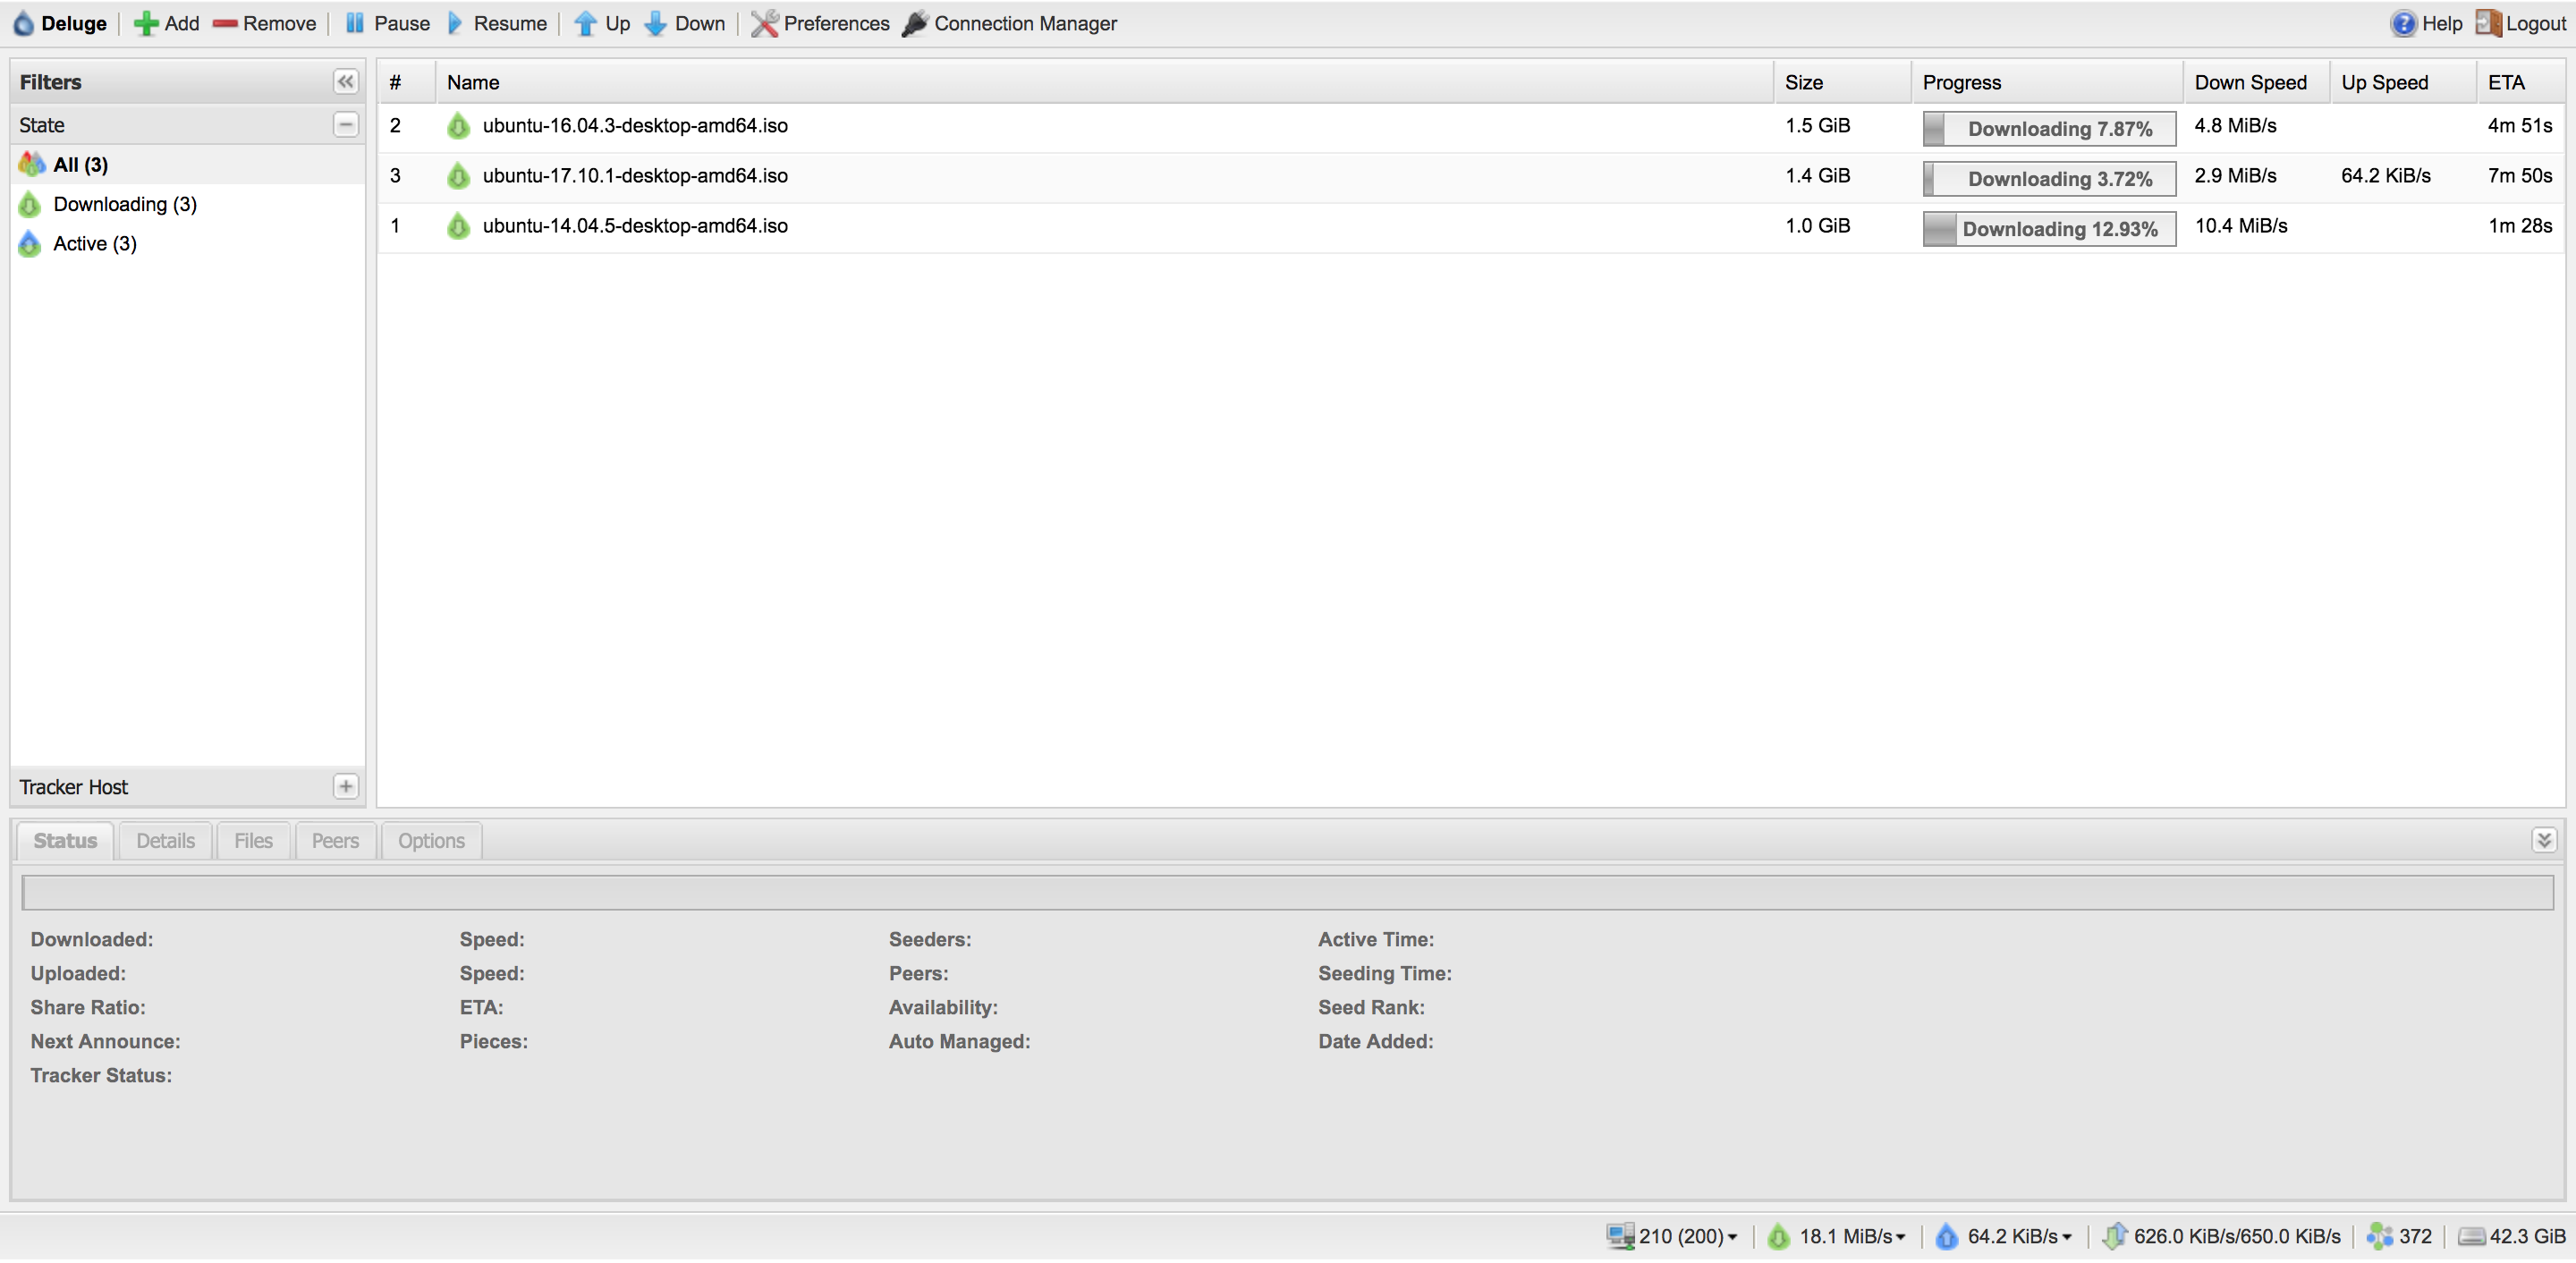 Deluge Add Remove Pause Resume Up Down Preferences Connection Manager Help Logout
Filters
State
All (3)
Downloading (3)
Active (3)
Tracker Host
# Name Size Progress Down Speed Up Speed ETA
2 ubuntu-16.04.3-desktop-amd64.iso 1.5 GiB Downloading 7.87% 4.8 MiB/s 4m 51s
3 ubuntu-17.10.1-desktop-amd64.iso 1.4 GiB Downloading 3.72% 2.9 MiB/s 64.2 KiB/s 7m 50s
1 ubuntu-14.04.5-desktop-amd64.iso 1.0 GiB Downloading 12.93% 10.4 MiB/s 1m 28s
Status Details Files Peers Options
Downloaded: Speed: Seeders: Active Time:
Uploaded: Speed: Peers: Seeding Time:
Share Ratio: ETA: Availability: Seed Rank:
Next Announce: Pieces: Auto Managed: Date Added:
Tracker Status:
210 (200) 18.1 MiB/s 64.2 KiB/s 626.0 KiB/s/650.0 KiB/s 372 42.3 GiB